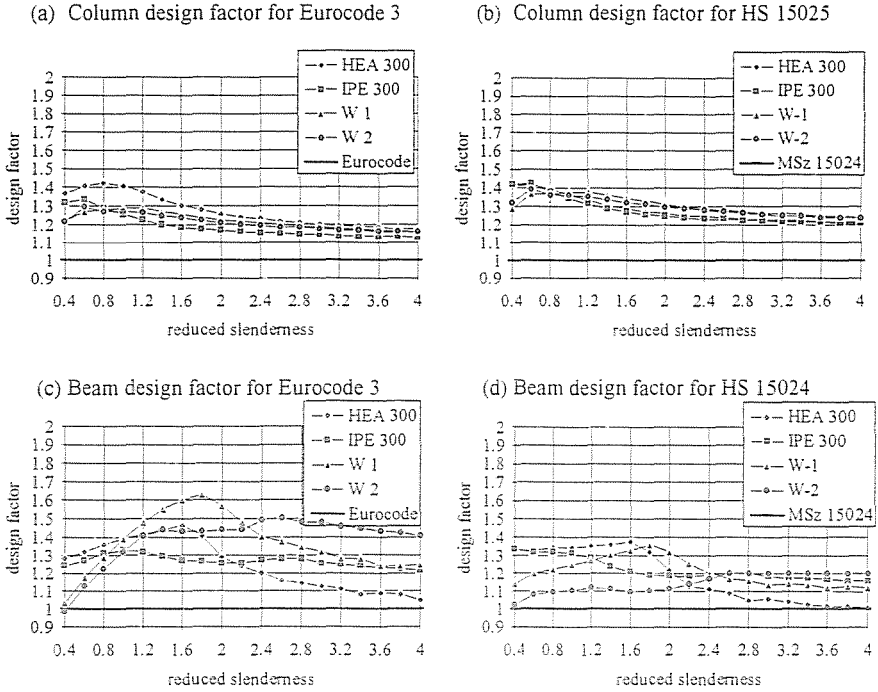 (a) Column design factor for Eurocode 3
HEA 300
IPE 300
W 1
W 2
Eurocode
2
1.9
1.8
1.7
1.6
1.5
1.4
1.3
1.2
1.1
1
0.9
design factor
0.4 0.8 1.2 1.6 2 2.4 2.8 3.2 3.6 4
reduced slenderness
(b) Column design factor for HS 15025
HEA 300
IPE 300
W-1
W-2
MSz 15024
2
1.9
1.8
1.7
1.6
1.5
1.4
1.3
1.2
1.1
1
0.9
design factor
0.4 0.8 1.2 1.6 2 2.4 2.8 3.2 3.6 4
reduced slenderness
(c) Beam design factor for Eurocode 3
HEA 300
IPE 300
W 1
W 2
Eurocode
2
1.9
1.8
1.7
1.6
1.5
1.4
1.3
1.2
1.1
1
0.9
design factor
0.4 0.8 1.2 1.6 2 2.4 2.8 3.2 3.6 4
reduced slenderness
(d) Beam design factor for HS 15024
HEA 300
IPE 300
W-1
W-2
MSz 15024
2
1.9
1.8
1.7
1.6
1.5
1.4
1.3
1.2
1.1
1
0.9
design factor
0.4 0.8 1.2 1.6 2 2.4 2.8 3.2 3.6 4
reduced slenderness